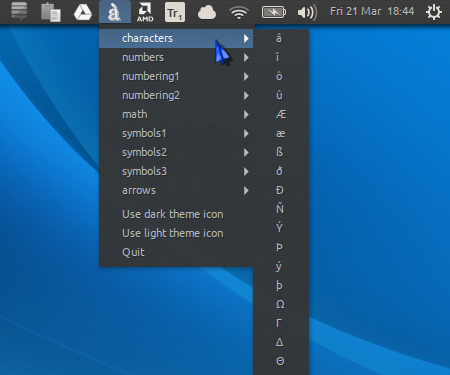 à AMD Tr1 Fri 21 Mar 18:44
characters
numbers
numbering1
numbering2
math
symbols1
symbols2
symbols3
arrows
Use dark theme icon
Use light theme icon
Quit
å
î
ô
û
Æ
æ
ß
ð
Ð
Ñ
Ý
Þ
ý
þ
Ω
Γ
Δ
Θ